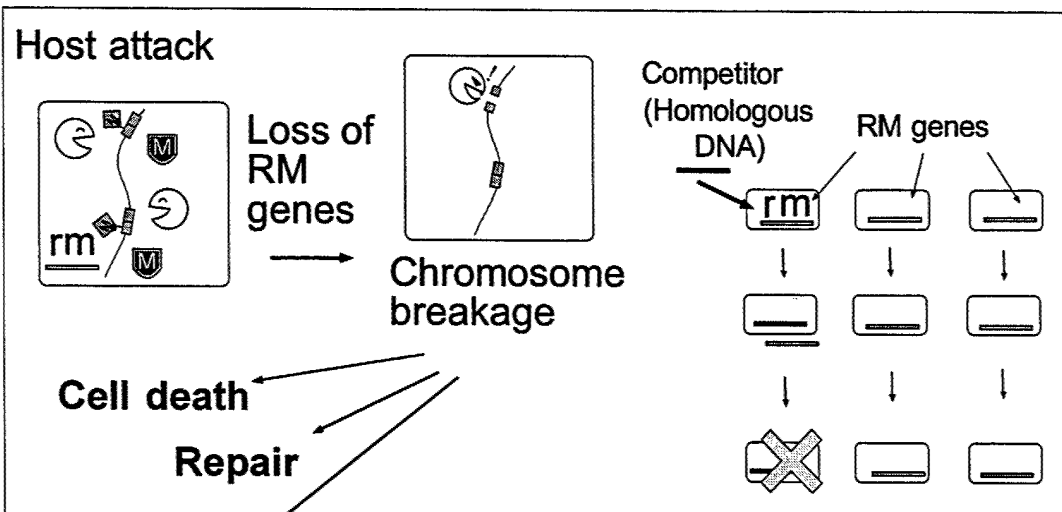 Host attack
M
rm
M
Loss of
RM
genes
Chromosome
breakage
Cell death
Repair
Competitor
(Homologous
DNA)
RM genes
rm